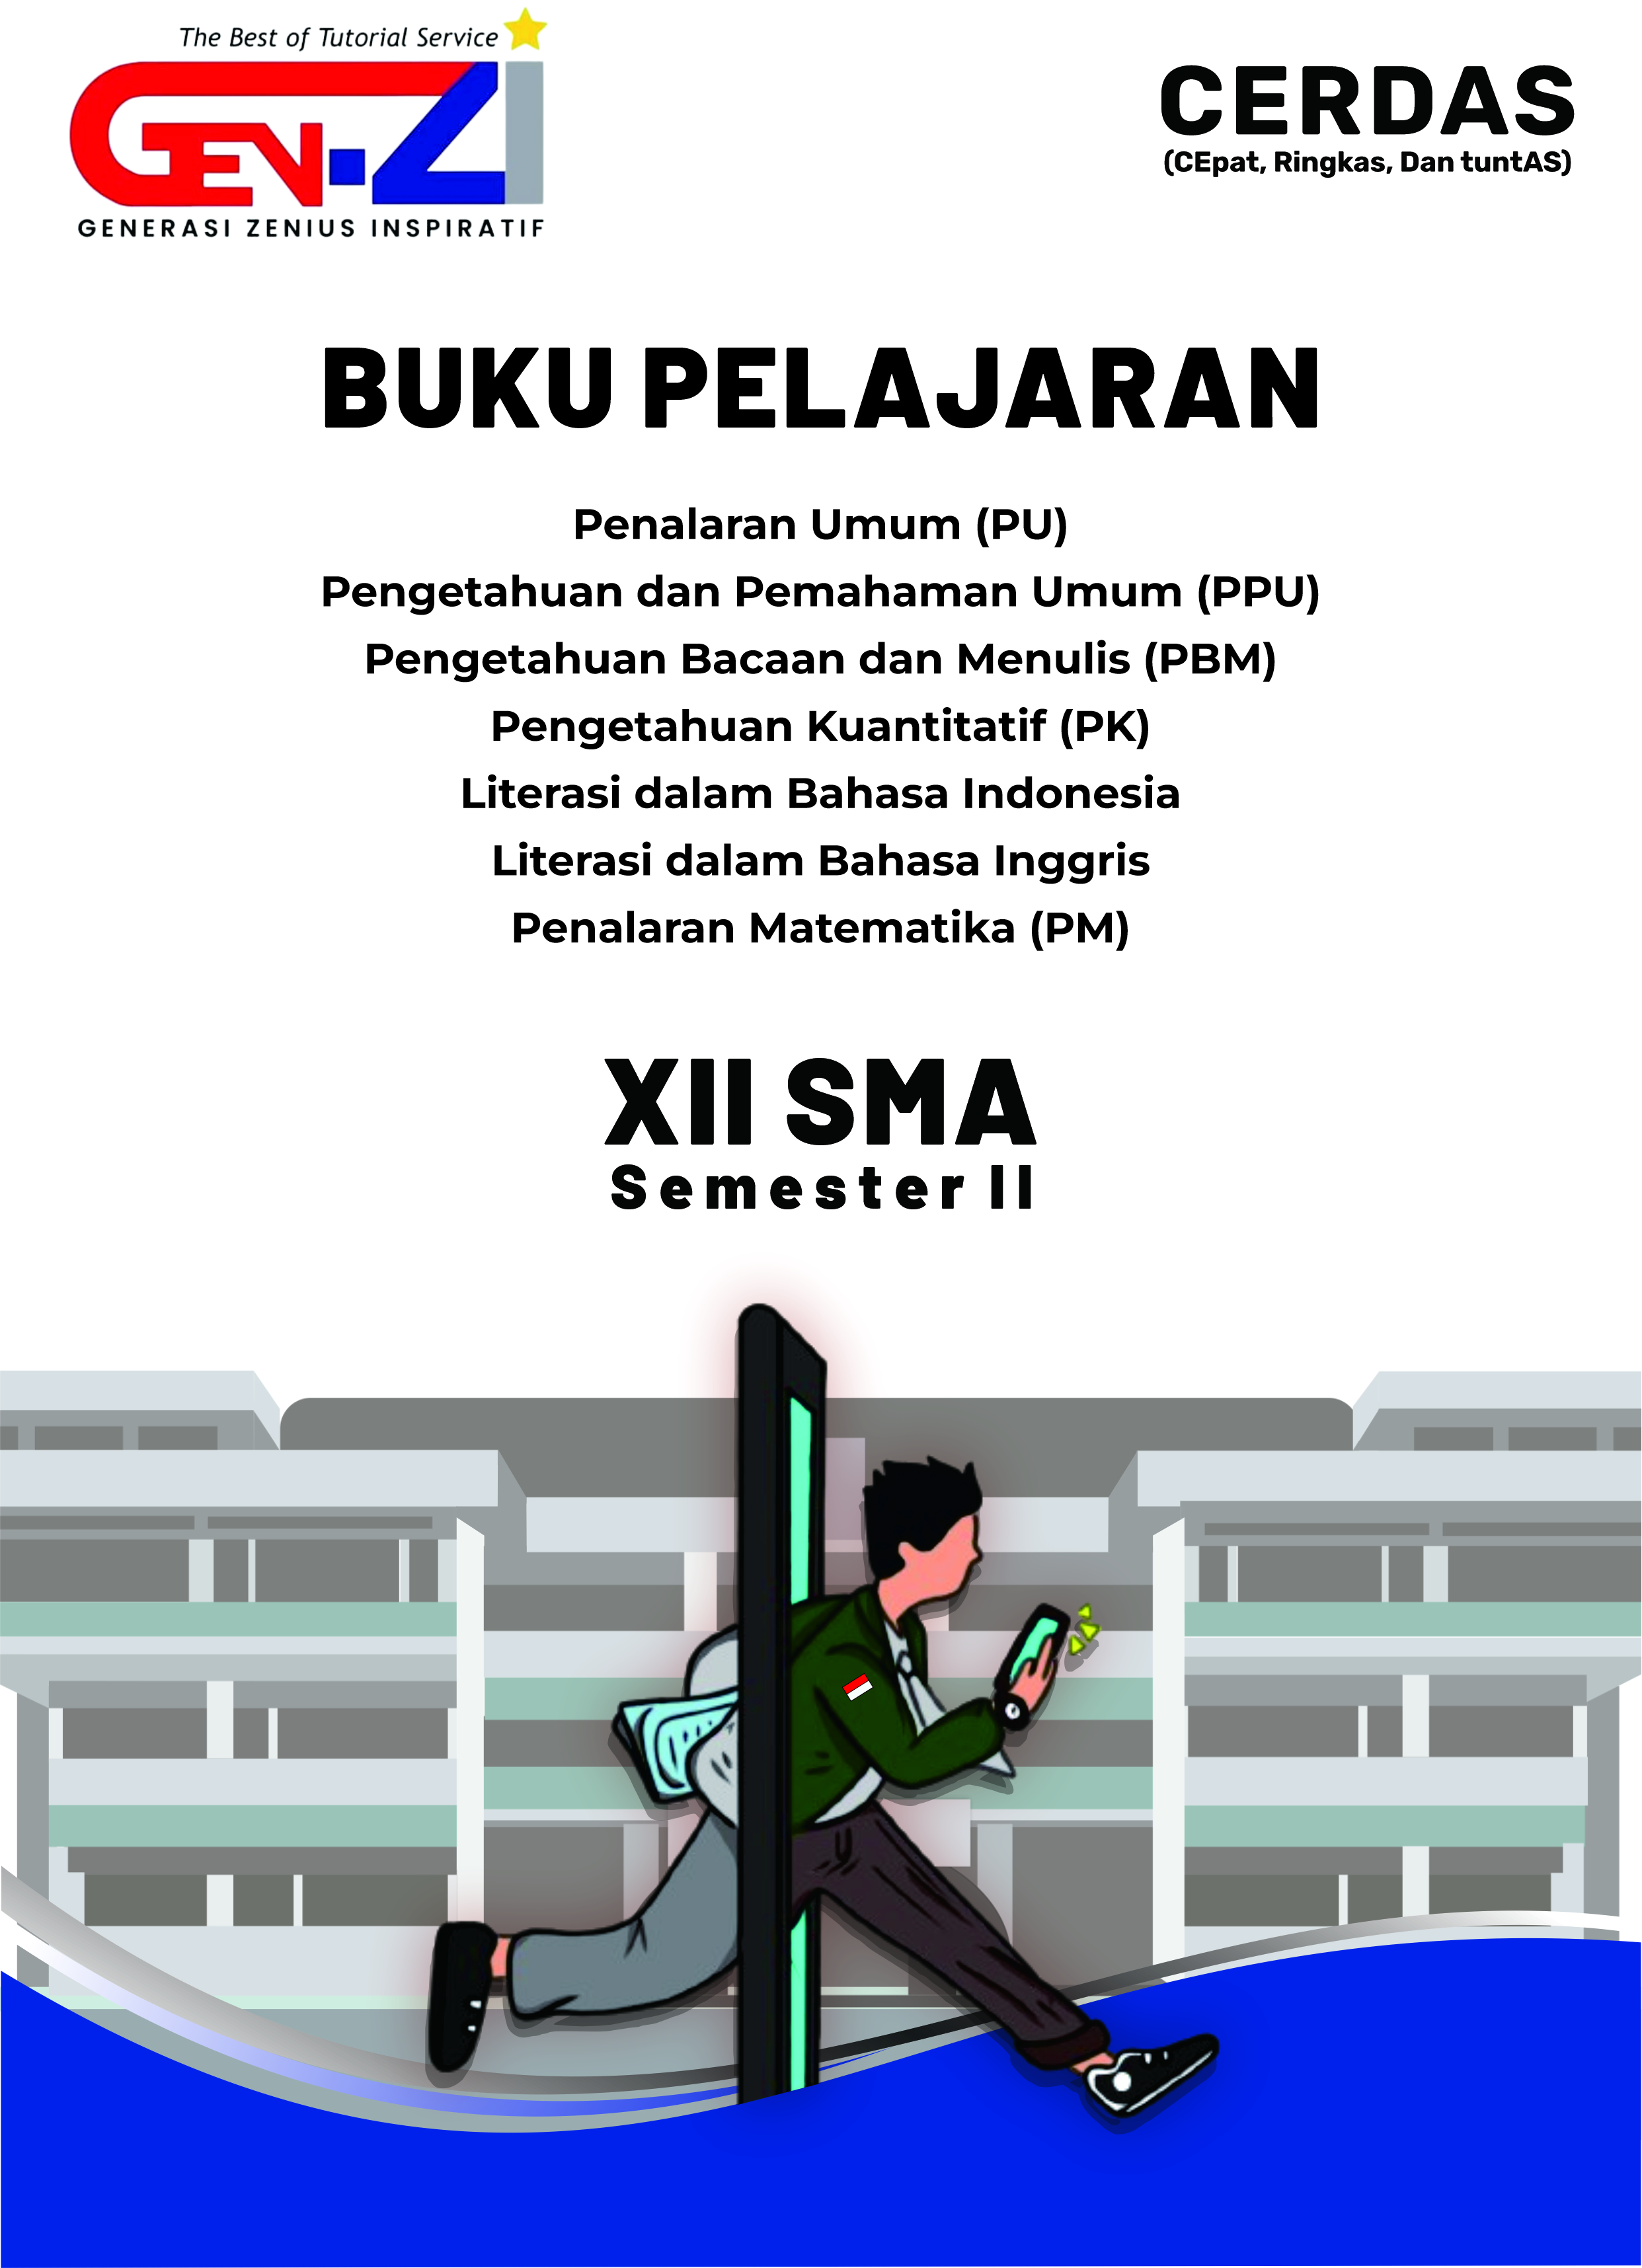 The Best of Tutorial Service
GEN-ZI
GENERASI ZENIUS INSPIRATIF
CERDAS
(CEpat, Ringkas, Dan tuntAS)
BUKU PELAJARAN
Penalaran Umum (PU)
Pengetahuan dan Pemahaman Umum (PPU)
Pengetahuan Bacaan dan Menulis (PBM)
Pengetahuan Kuantitatif (PK)
Literasi dalam Bahasa Indonesia
Literasi dalam Bahasa Inggris
Penalaran Matematika (PM)
XII SMA
Semester II